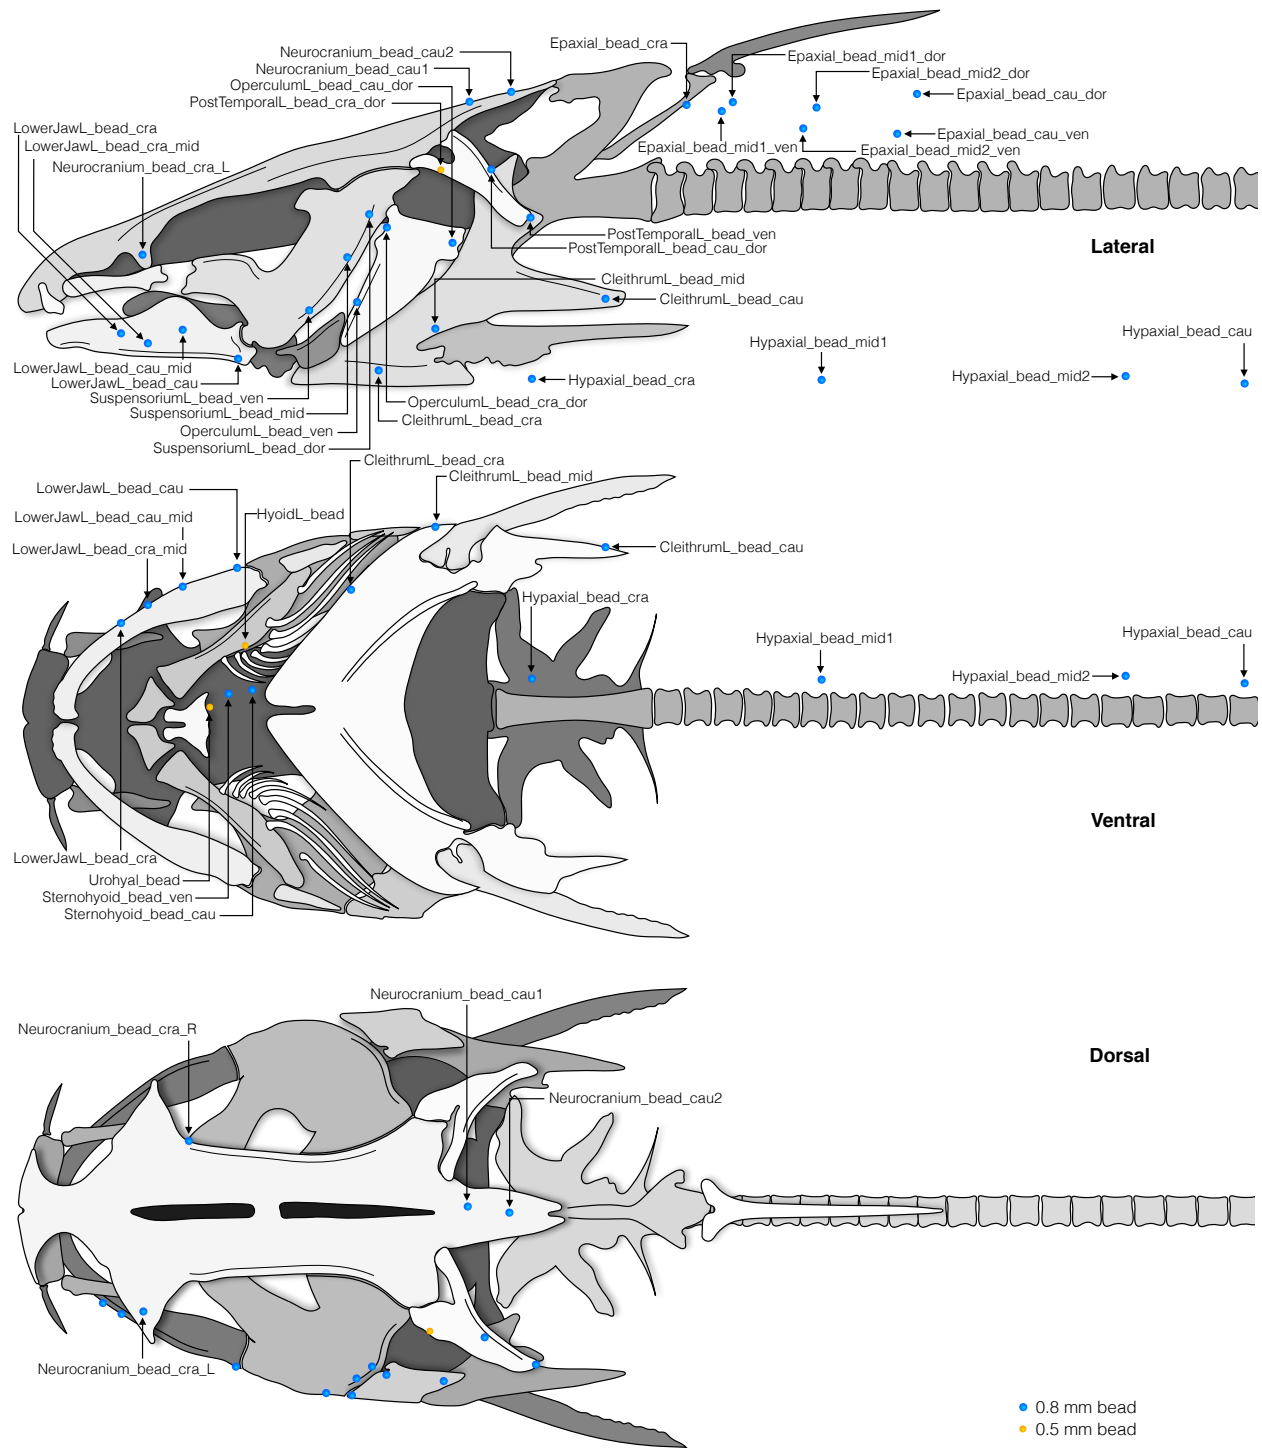 Epaxial_bead_cra
Neurocranium_bead_cau2
Epaxial_bead_mid1_dor
Neurocranium_bead_cau1
Epaxial_bead_mid2_dor
OperculumL_bead_cau_dor
Epaxial_bead_cau_dor
PostTemporalL_bead_cra_dor
LowerJawL_bead_cra
Epaxial_bead_cau_ven
LowerJawL_bead_cra_mid
Epaxial_bead_mid1_ven
Epaxial_bead_mid2_ven
Neurocranium_bead_cra_L
PostTemporalL_bead_ven
Lateral
PostTemporalL_bead_cau_dor
CleithrumL_bead_mid
CleithrumL_bead_cau
Hypaxial_bead_cau
Hypaxial_bead_mid1
LowerJawL_bead_cau_mid
Hypaxial_bead_mid2
LowerJawL_bead_cau
Hypaxial_bead_cra
SuspensoriumL_bead_ven
OperculumL_bead_cra_dor
SuspensoriumL_bead_mid
CleithrumL_bead_cra
OperculumL_bead_ven
SuspensoriumL_bead_dor
CleithrumL_bead_cra
CleithrumL_bead_mid
LowerJawL_bead_cau
HyoidL_bead
LowerJawL_bead_cau_mid
LowerJawL_bead_cra_mid
CleithrumL_bead_cau
Hypaxial_bead_cra
Hypaxial_bead_cau
Hypaxial_bead_mid1
Hypaxial_bead_mid2
Ventral
LowerJawL_bead_cra
Urohyal_bead
Sternohyoid_bead_ven
Sternohyoid_bead_cau
Neurocranium_bead_cau1
Neurocranium_bead_cra_R
Dorsal
Neurocranium_bead_cau2
Neurocranium_bead_cra_L
0.8 mm bead
0.5 mm bead